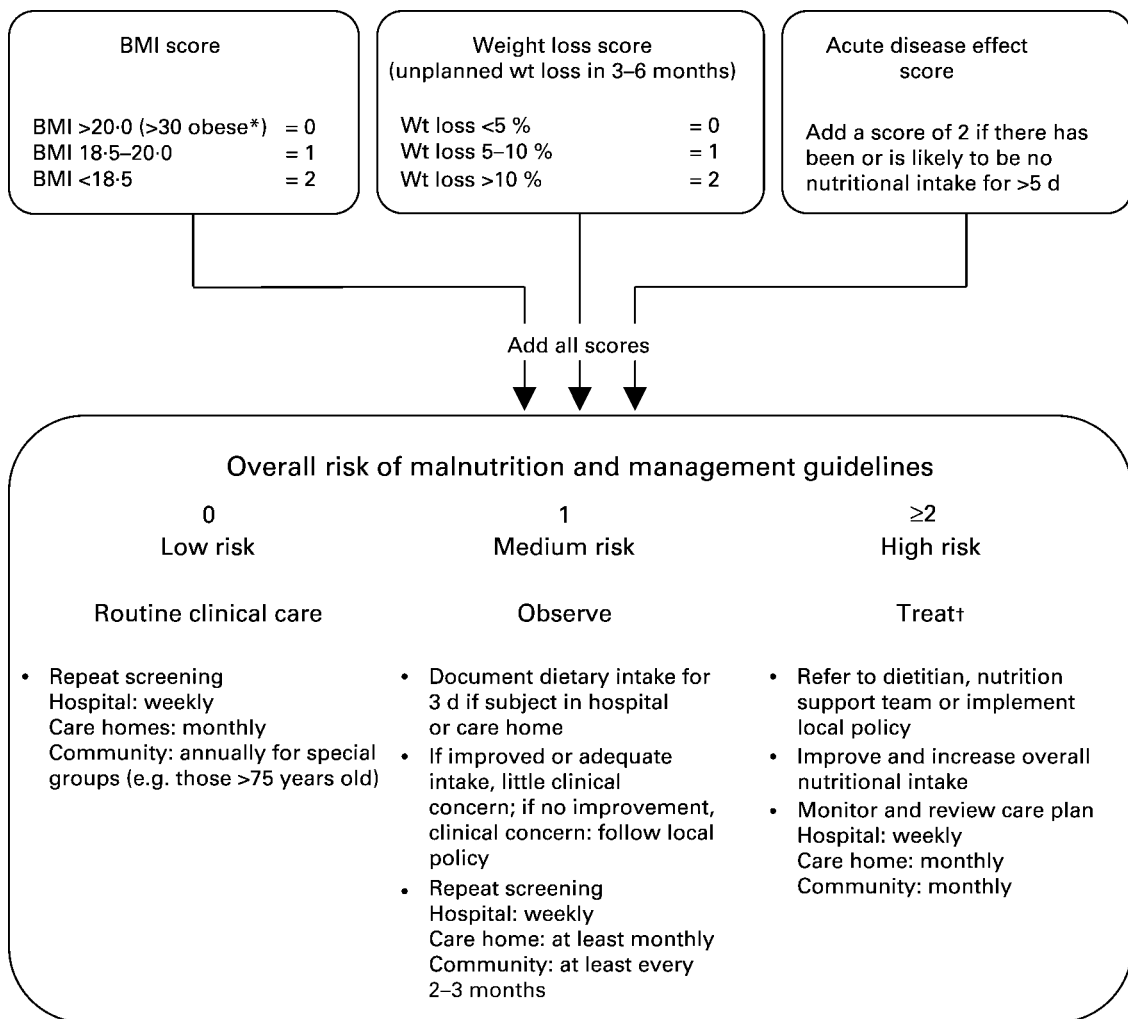 BMI score
BMI >20·0 (>30 obese*) = 0
BMI 18·5–20·0 = 1
BMI <18·5 = 2
Weight loss score
(unplanned wt loss in 3–6 months)
Wt loss <5 % = 0
Wt loss 5–10 % = 1
Wt loss >10 % = 2
Acute disease effect
score
Add a score of 2 if there has
been or is likely to be no
nutritional intake for >5 d
Add all scores
Overall risk of malnutrition and management guidelines
0
Low risk
Routine clinical care
• Repeat screening
Hospital: weekly
Care homes: monthly
Community: annually for special
groups (e.g. those >75 years old)
1
Medium risk
Observe
• Document dietary intake for
3 d if subject in hospital
or care home
• If improved or adequate
intake, little clinical
concern; if no improvement,
clinical concern: follow local
policy
• Repeat screening
Hospital: weekly
Care home: at least monthly
Community: at least every
2–3 months
≥2
High risk
Treat†
• Refer to dietitian, nutrition
support team or implement
local policy
• Improve and increase overall
nutritional intake
• Monitor and review care plan
Hospital: weekly
Care home: monthly
Community: monthly